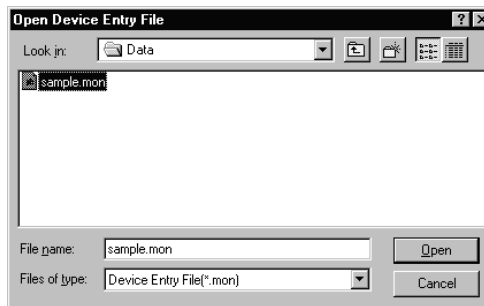 Open Device Entry File
Look in: Data
sample.mon
File name: sample.mon Open
Files of type: Device Entry File(*.mon) Cancel